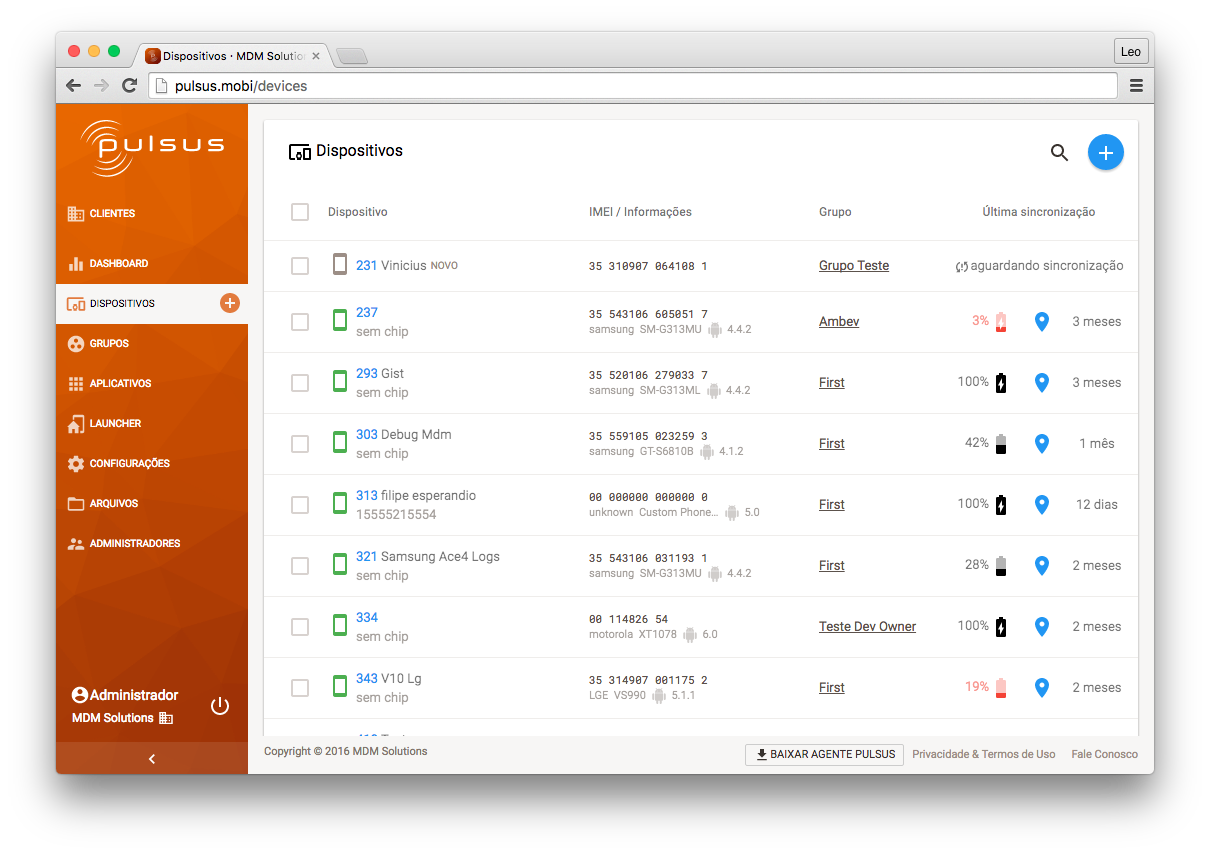 Leo
Dispositivos · MDM Solution
pulsus.mobi/devices
pulsus
CLIENTES
DASHBOARD
DISPOSITIVOS
GRUPOS
APLICATIVOS
LAUNCHER
CONFIGURAÇÕES
ARQUIVOS
ADMINISTRADORES
Administrador
MDM Solutions
Dispositivos
Dispositivo IMEI / Informações Grupo Última sincronização
231 Vinicius NOVO 35 310907 064108 1 Grupo Teste aguardando sincronização
237 35 543106 605051 7 Ambev 3% 3 meses
sem chip samsung SM-G313MU 4.4.2
293 Gist 35 520106 279033 7 First 100% 3 meses
sem chip samsung SM-G313ML 4.4.2
303 Debug Mdm 35 559105 023259 3 First 42% 1 mês
sem chip samsung GT-S6810B 4.1.2
313 filipe esperandio 00 000000 000000 0 First 100% 12 dias
15555215554 unknown Custom Phone... 5.0
321 Samsung Ace4 Logs 35 543106 031193 1 First 28% 2 meses
sem chip samsung SM-G313MU 4.4.2
334 00 114826 54 Teste Dev Owner 100% 2 meses
sem chip motorola XT1078 6.0
343 V10 Lg 35 314907 001175 2 First 19% 2 meses
sem chip LGE VS990 5.1.1
Copyright © 2016 MDM Solutions BAIXAR AGENTE PULSUS Privacidade & Termos de Uso Fale Conosco